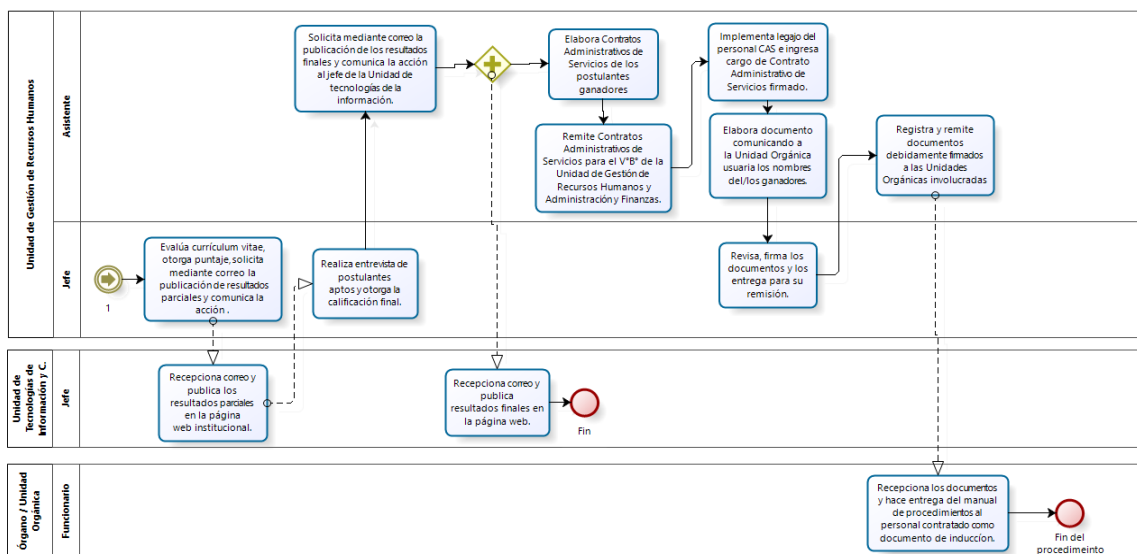 Unidad de Gestión de Recursos Humanos
Asistente
Solicita mediante correo la
publicación de los resultados
finales y comunica la acción
al jefe de la Unidad de
tecnologías de la
información.
Elabora Contratos
Administrativos de
Servicios de los
postulantes
ganadores
Remite Contratos
Administrativos de
Servicios para el V°B° de la
Unidad de Gestión de
Recursos Humanos y
Administración y Finanzas.
Implementa legajo del
personal CAS e ingresa
cargo de Contrato
Administrativo de
Servicios firmado.
Elabora documento
comunicando a
la Unidad Orgánica
usuaria los nombres
del/los ganadores.
Registra y remite
documentos
debidamente firmados
a las Unidades
Orgánicas involucradas
Jefe
1
Evalúa currículum vitae,
otorga puntaje, solicita
mediante correo la
publicación de resultados
parciales y comunica la
acción .
Realiza entrevista de
postulantes
aptos y otorga la
calificación final.
Revisa, firma los
documentos y los
entrega para su
remisión.
Unidad de
Tecnologías de
Información y C.
Jefe
Recepciona correo y
publica los
resultados parciales
en la página
web institucional.
Recepciona correo y
publica
resultados finales en
la página web.
Fin
Órgano / Unidad
Orgánica
Funcionario
Recepciona los documentos
y hace entrega del manual
de procedimientos al
personal contratado como
documento de induccíon.
Fin del
procedimeinto